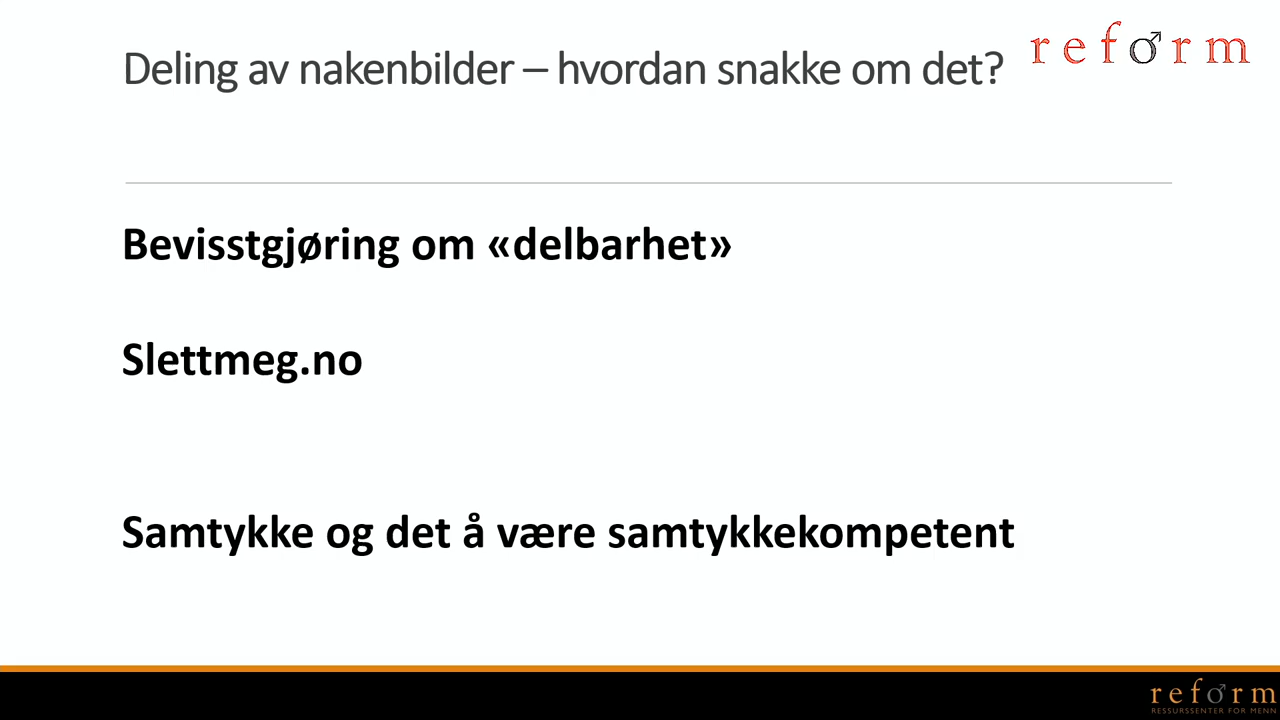 Deling av nakenbilder – hvordan snakke om det?
reform
Bevisstgjøring om «delbarhet»
Slettmeg.no
Samtykke og det å være samtykkekompetent
reform
RESSURSSENTER FOR MENN